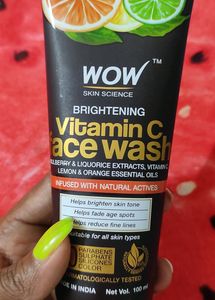 WOW™
SKIN SCIENCE
BRIGHTENING
Vitamin C
face wash
MULBERRY & LIQUORICE EXTRACTS, VITAMIN C,
LEMON & ORANGE ESSENTIAL OILS
INFUSED WITH NATURAL ACTIVES
Helps brighten skin tone
Helps fade age spots
Helps reduce fine lines
Suitable for all skin types
PARABENS
SULPHATE
SILICONES
COLOR
DERMATOLOGICALLY TESTED
MADE IN INDIA
Net Vol. 100 ml